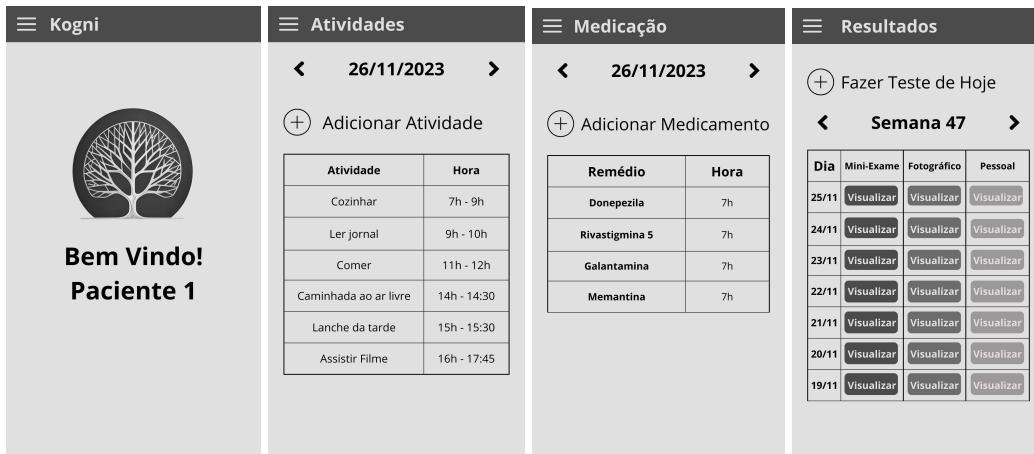 Kogni
Bem Vindo!
Paciente 1
Atividades
26/11/2023
Adicionar Atividade
Atividade Hora
Cozinhar 7h - 9h
Ler jornal 9h - 10h
Comer 11h - 12h
Caminhada ao ar livre 14h - 14:30
Lanche da tarde 15h - 15:30
Assistir Filme 16h - 17:45
Medicação
26/11/2023
Adicionar Medicamento
Remédio Hora
Donepezila 7h
Rivastigmina 5 7h
Galantamina 7h
Memantina 7h
Resultados
Fazer Teste de Hoje
Semana 47
Dia Mini-Exame Fotográfico Pessoal
25/11 Visualizar Visualizar Visualizar
24/11 Visualizar Visualizar Visualizar
23/11 Visualizar Visualizar Visualizar
22/11 Visualizar Visualizar Visualizar
21/11 Visualizar Visualizar Visualizar
20/11 Visualizar Visualizar Visualizar
19/11 Visualizar Visualizar Visualizar